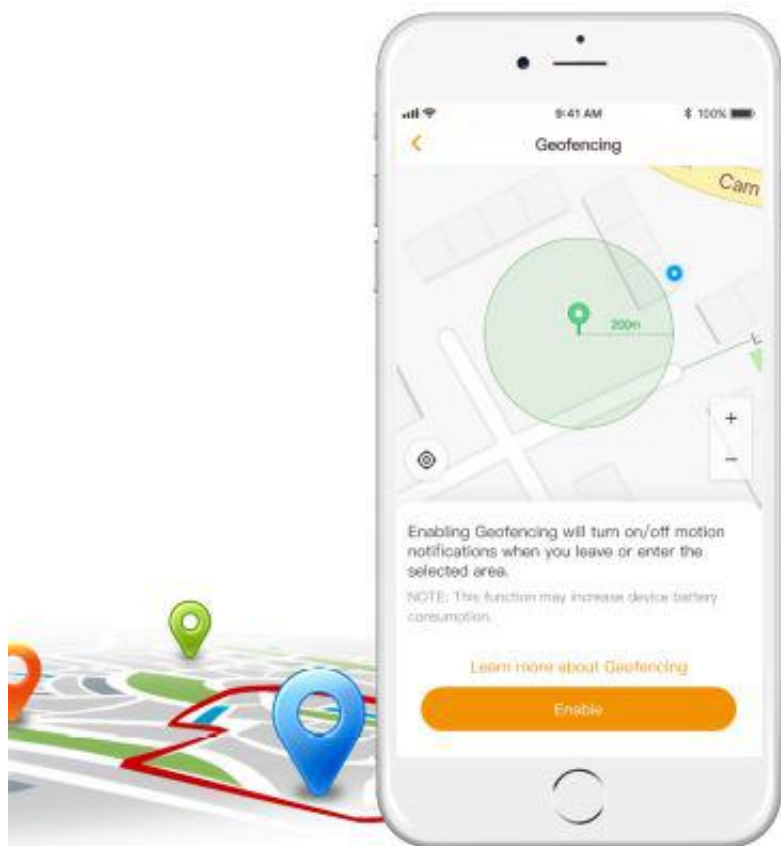 9:41 AM
100%
Geofencing
Cam
200m
+
−
Enabling Geofencing will turn on/off motion
notifications when you leave or enter the
selected area.
NOTE: This function may increase device battery
consumption.
Learn more about Geofencing
Enable